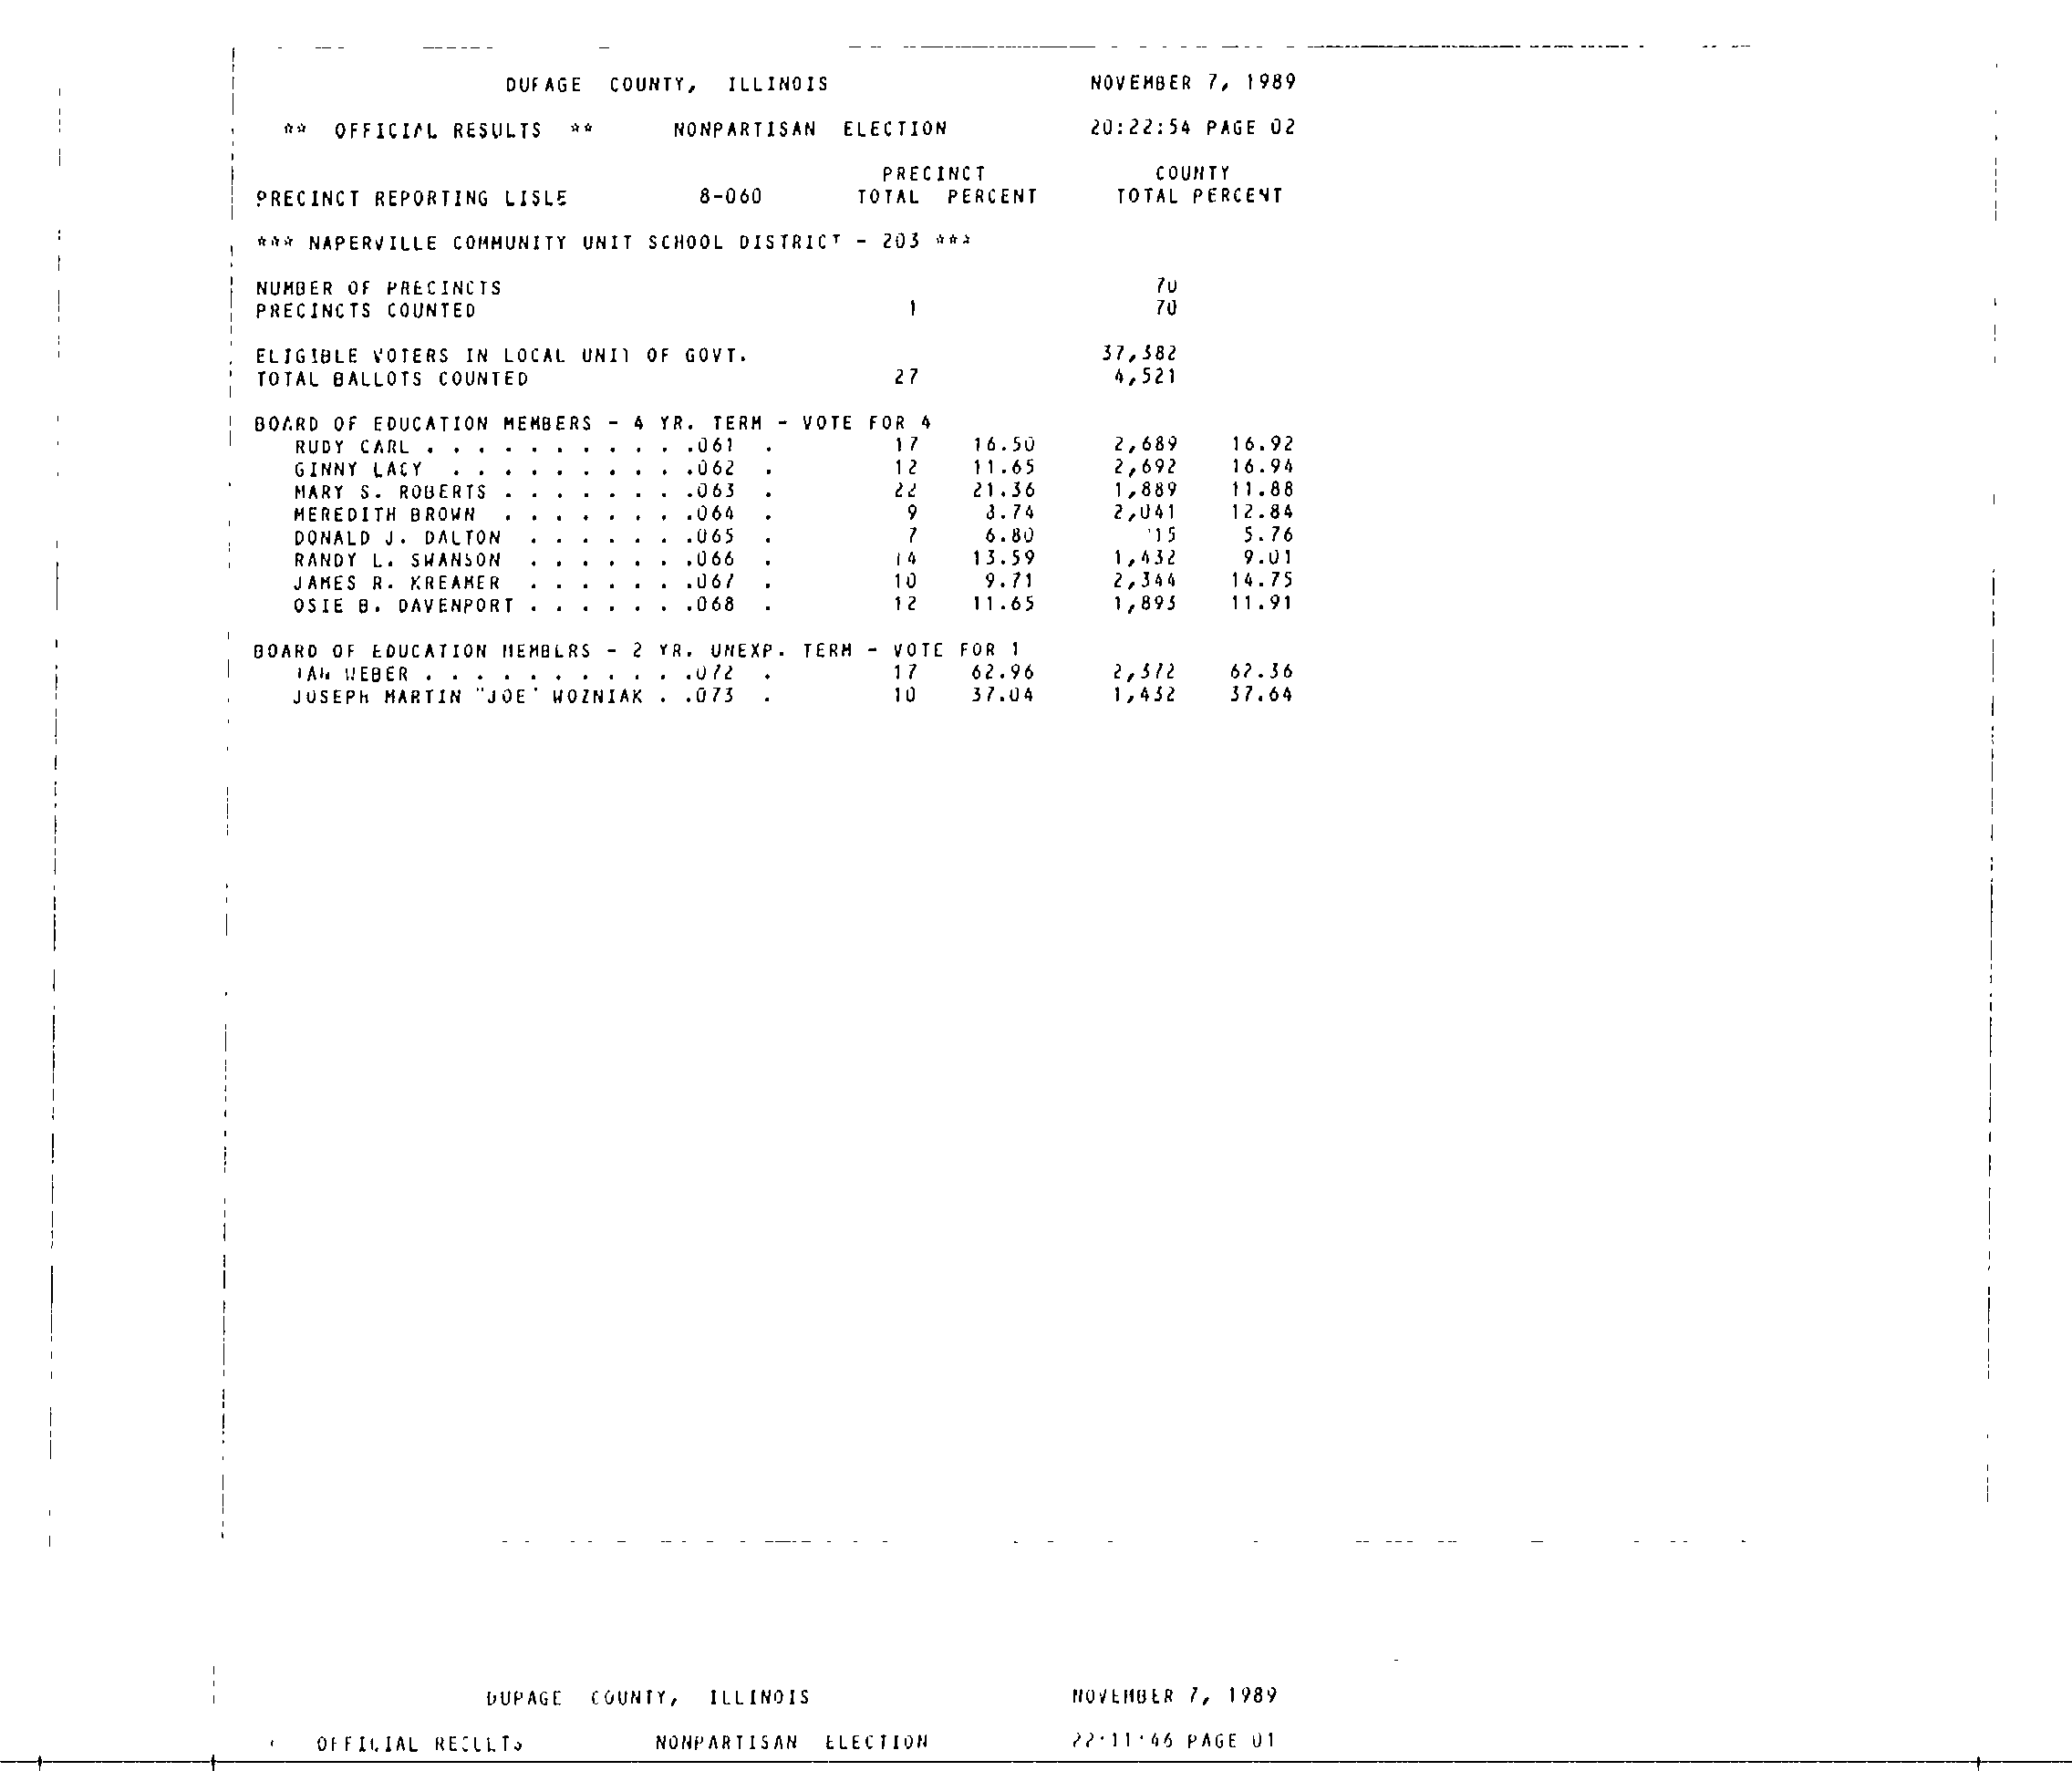 DUPAGE COUNTY, ILLINOIS NOVEMBER 7, 1989
** OFFICIAL RESULTS ** NONPARTISAN ELECTION 20:22:54 PAGE 02
PRECINCT COUNTY
PRECINCT REPORTING LISLE 8-060 TOTAL PERCENT TOTAL PERCENT
*** NAPERVILLE COMMUNITY UNIT SCHOOL DISTRICT - 203 ***
NUMBER OF PRECINCTS 70
PRECINCTS COUNTED 1 70
ELIGIBLE VOTERS IN LOCAL UNIT OF GOVT. 37,382
TOTAL BALLOTS COUNTED 27 4,521
BOARD OF EDUCATION MEMBERS - 4 YR. TERM - VOTE FOR 4
RUDY CARL . . . . . . . . . . .061 . 17 16.50 2,689 16.92
GINNY LACY . . . . . . . . . .062 . 12 11.65 2,692 16.94
MARY S. ROBERTS . . . . . . . .063 . 22 21.36 1,889 11.88
MEREDITH BROWN . . . . . . . .064 . 9 8.74 2,041 12.84
DONALD J. DALTON . . . . . . .065 . 7 6.80 15 5.76
RANDY L. SWANSON . . . . . . .066 . 14 13.59 1,432 9.01
JAMES R. KREAMER . . . . . . .067 . 10 9.71 2,344 14.75
OSIE B. DAVENPORT . . . . . . .068 . 12 11.65 1,893 11.91
BOARD OF EDUCATION MEMBERS - 2 YR. UNEXP. TERM - VOTE FOR 1
WEBER . . . . . . . . . . .072 . 17 62.96 2,372 62.36
JOSEPH MARTIN "JOE" WOZNIAK . .073 . 10 37.04 1,432 37.64
DUPAGE COUNTY, ILLINOIS NOVEMBER 7, 1989
OFFICIAL RESULTS NONPARTISAN ELECTION 22:11:46 PAGE 01